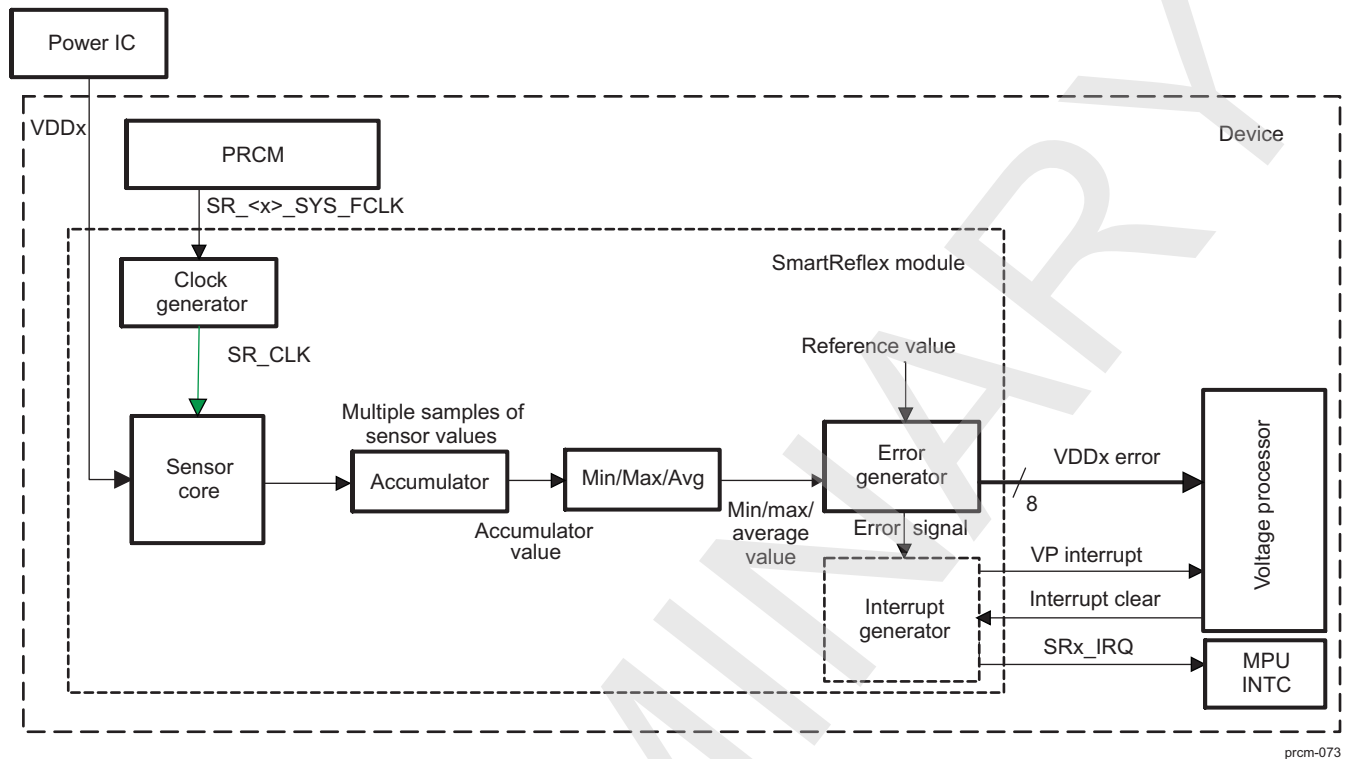 Power IC
VDDx
Device
PRCM
SR_<x>_SYS_FCLK
SmartReflex module
Clock
generator
SR_CLK
Reference value
Multiple samples of
sensor values
Sensor
core
Accumulator
Min/Max/Avg
Error
generator
VDDx error
8
Accumulator
value
Min/max/
average
value
Error signal
Voltage processor
VP interrupt
Interrupt
generator
Interrupt clear
SRx_IRQ
MPU
INTC
MINARY
prcm-073